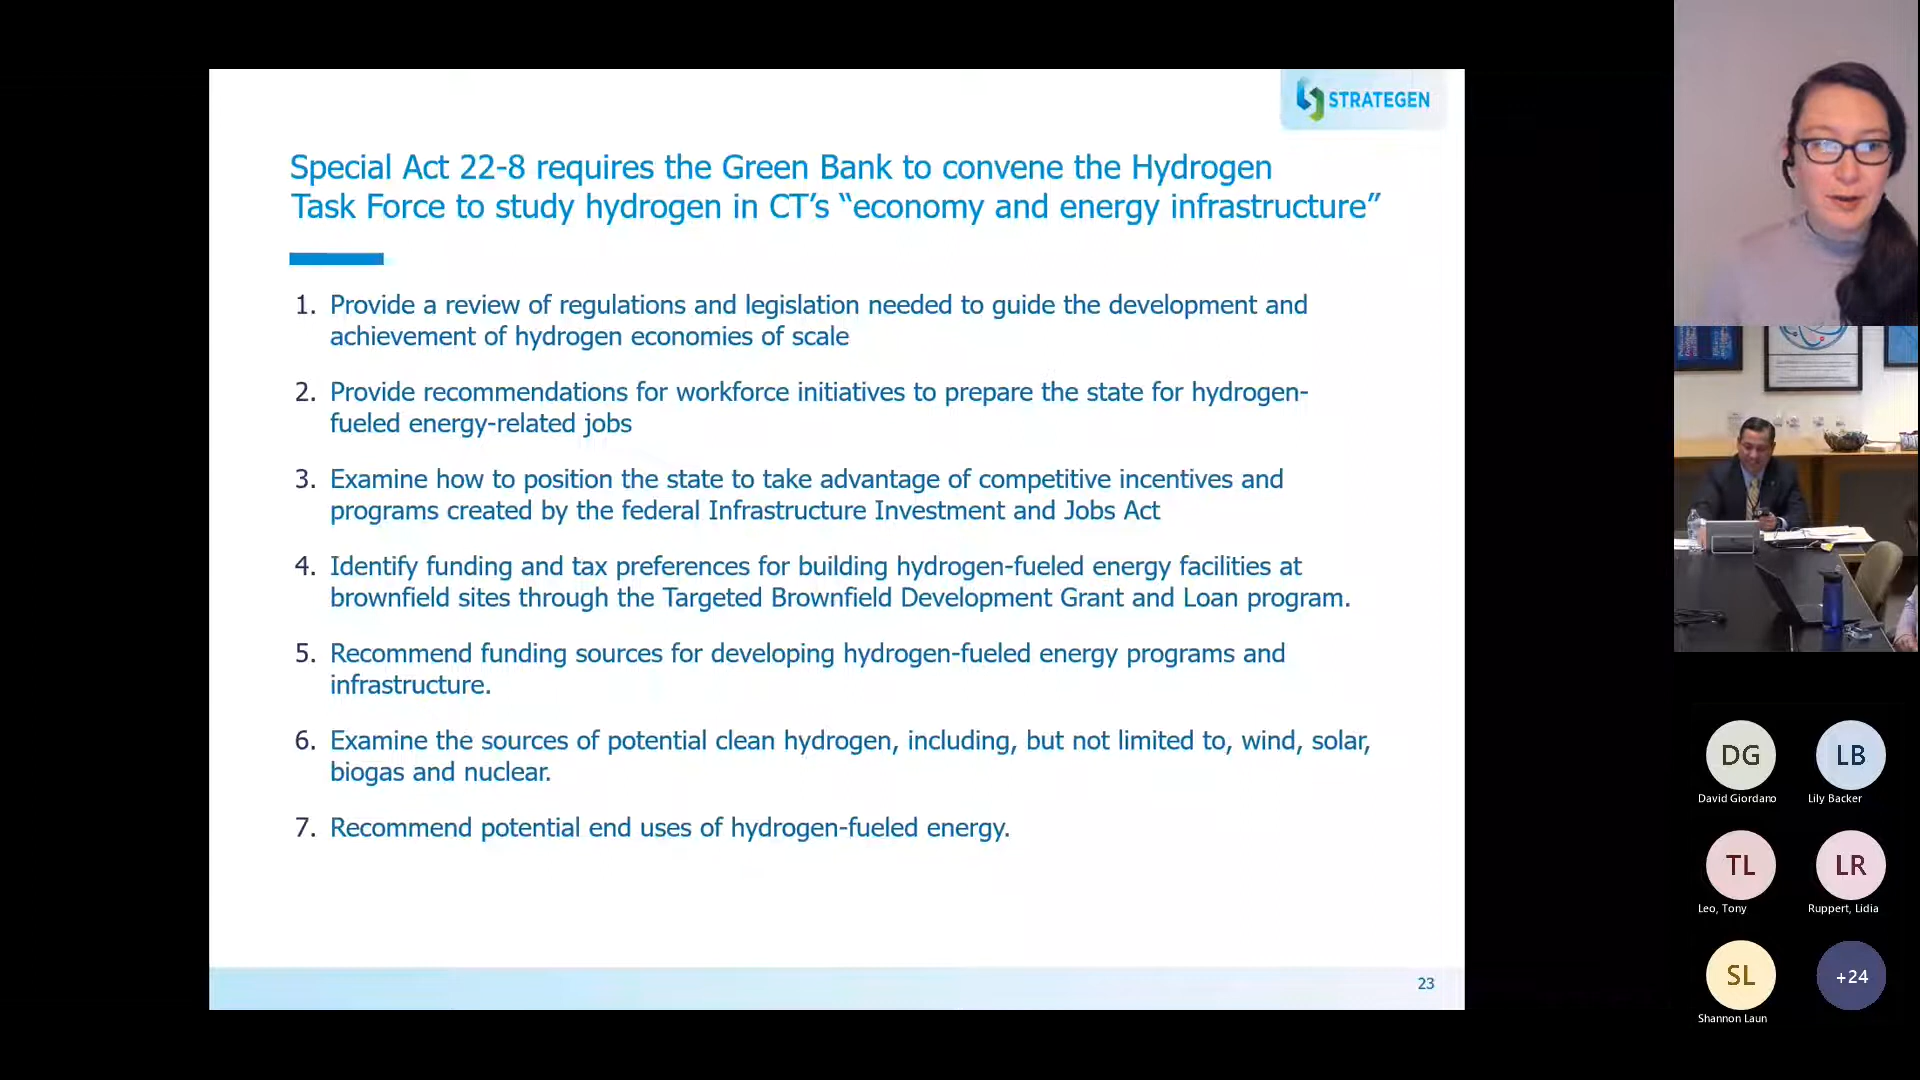 STRATEGEN
Special Act 22-8 requires the Green Bank to convene the Hydrogen
Task Force to study hydrogen in CT’s “economy and energy infrastructure”
1. Provide a review of regulations and legislation needed to guide the development and
achievement of hydrogen economies of scale
2. Provide recommendations for workforce initiatives to prepare the state for hydrogen-
fueled energy-related jobs
3. Examine how to position the state to take advantage of competitive incentives and
programs created by the federal Infrastructure Investment and Jobs Act
4. Identify funding and tax preferences for building hydrogen-fueled energy facilities at
brownfield sites through the Targeted Brownfield Development Grant and Loan program.
5. Recommend funding sources for developing hydrogen-fueled energy programs and
infrastructure.
6. Examine the sources of potential clean hydrogen, including, but not limited to, wind, solar,
biogas and nuclear.
7. Recommend potential end uses of hydrogen-fueled energy.
23
DG
David Giordano
LB
Lily Backer
TL
Leo, Tony
LR
Ruppert, Lidia
SL
Shannon Laun
+24